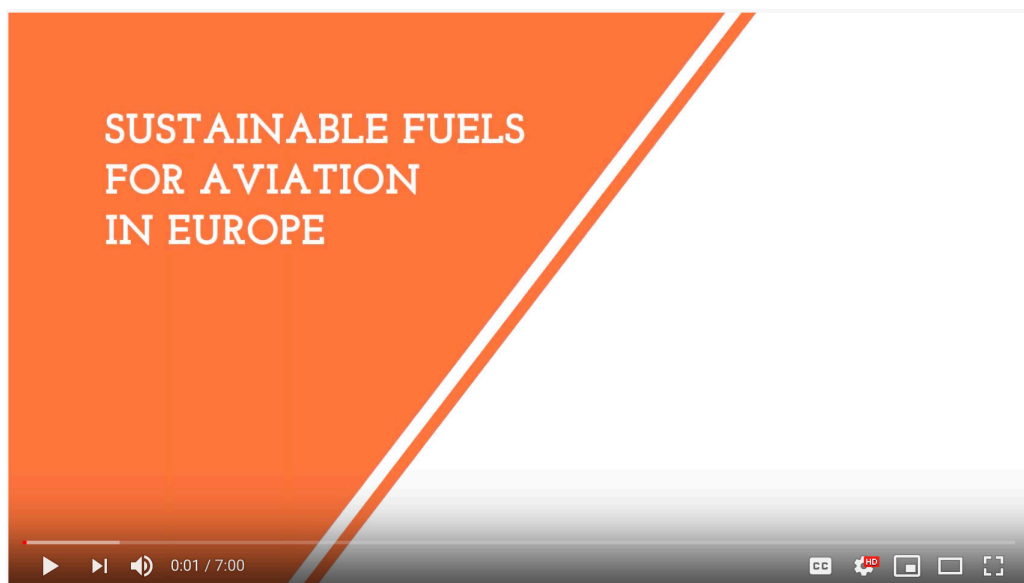 SUSTAINABLE FUELS
FOR AVIATION
IN EUROPE
0:01 / 7:00
CC
HD